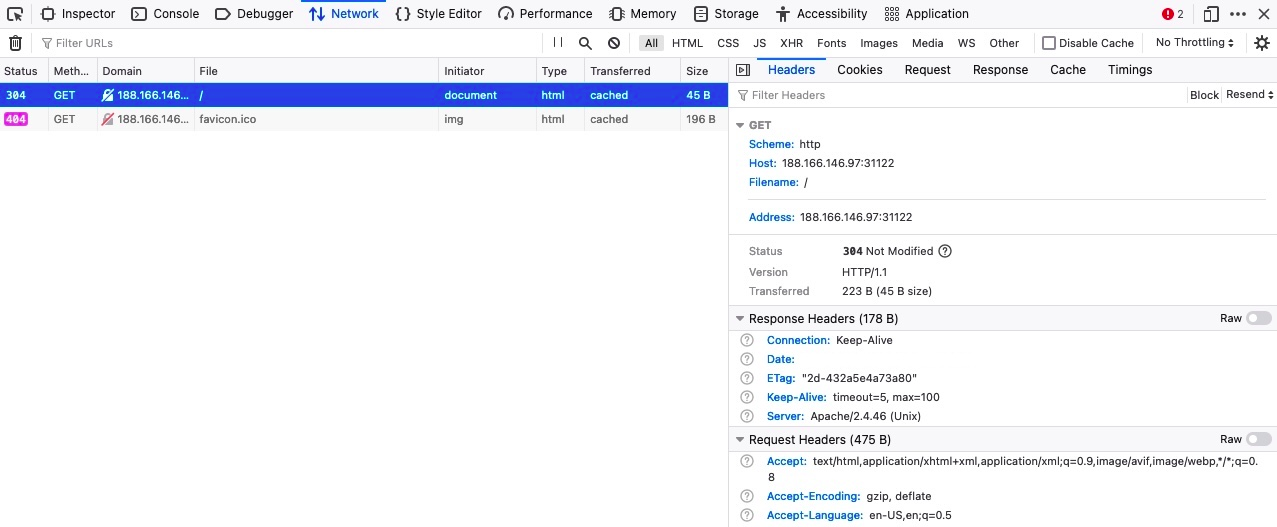 Inspector Console Debugger Network Style Editor Performance Memory Storage Accessibility Application 2
Filter URLs All HTML CSS JS XHR Fonts Images Media WS Other Disable Cache No Throttling
Status Meth... Domain File Initiator Type Transferred Size
304 GET 188.166.146... / document html cached 45 B
404 GET 188.166.146... favicon.ico img html cached 196 B
Headers Cookies Request Response Cache Timings
Filter Headers Block Resend
GET
Scheme: http
Host: 188.166.146.97:31122
Filename: /
Address: 188.166.146.97:31122
Status 304 Not Modified
Version HTTP/1.1
Transferred 223 B (45 B size)
Response Headers (178 B) Raw
Connection: Keep-Alive
Date:
ETag: "2d-432a5e4a73a80"
Keep-Alive: timeout=5, max=100
Server: Apache/2.4.46 (Unix)
Request Headers (475 B) Raw
Accept: text/html,application/xhtml+xml,application/xml;q=0.9,image/avif,image/webp,*/*;q=0.
8
Accept-Encoding: gzip, deflate
Accept-Language: en-US,en;q=0.5